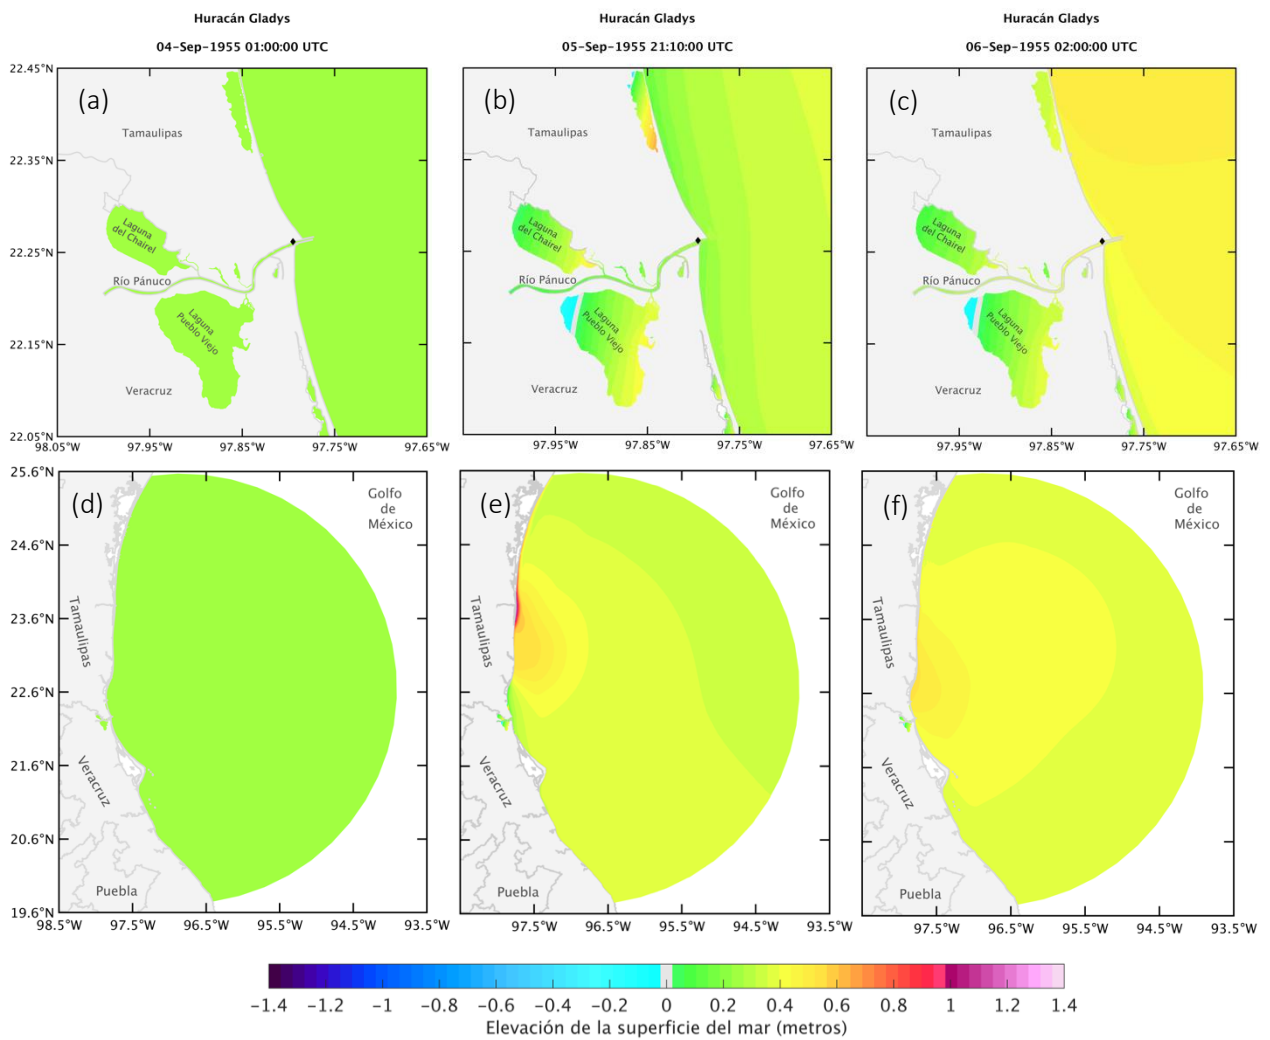 Huracán Gladys
04-Sep-1955 01:00:00 UTC
Huracán Gladys
05-Sep-1955 21:10:00 UTC
Huracán Gladys
06-Sep-1955 02:00:00 UTC
22.45°N
22.35°N
22.25°N
22.15°N
22.05°N
(a)
Tamaulipas
Laguna
del Chairel
Río Pánuco
Laguna
Pueblo Viejo
Veracruz
98.05°W
97.95°W
97.85°W
97.75°W
97.65°W
(b)
Tamaulipas
Laguna
del Chairel
Río Pánuco
Laguna
Pueblo Viejo
Veracruz
97.95°W
97.85°W
97.75°W
97.65°W
(c)
Tamaulipas
Laguna
del Chairel
Río Pánuco
Laguna
Pueblo Viejo
Veracruz
97.95°W
97.85°W
97.75°W
97.65°W
25.6°N
24.6°N
23.6°N
22.6°N
21.6°N
20.6°N
19.6°N
(d)
Golfo
de
México
Tamaulipas
Veracruz
Puebla
98.5°W
97.5°W
96.5°W
95.5°W
94.5°W
93.5°W
(e)
Golfo
de
México
Tamaulipas
Veracruz
Puebla
97.5°W
96.5°W
95.5°W
94.5°W
93.5°W
(f)
Golfo
de
México
Tamaulipas
Veracruz
Puebla
97.5°W
96.5°W
95.5°W
94.5°W
93.5°W
−1.4 −1.2 −1 −0.8 −0.6 −0.4 −0.2 0 0.2 0.4 0.6 0.8 1 1.2 1.4
Elevación de la superficie del mar (metros)